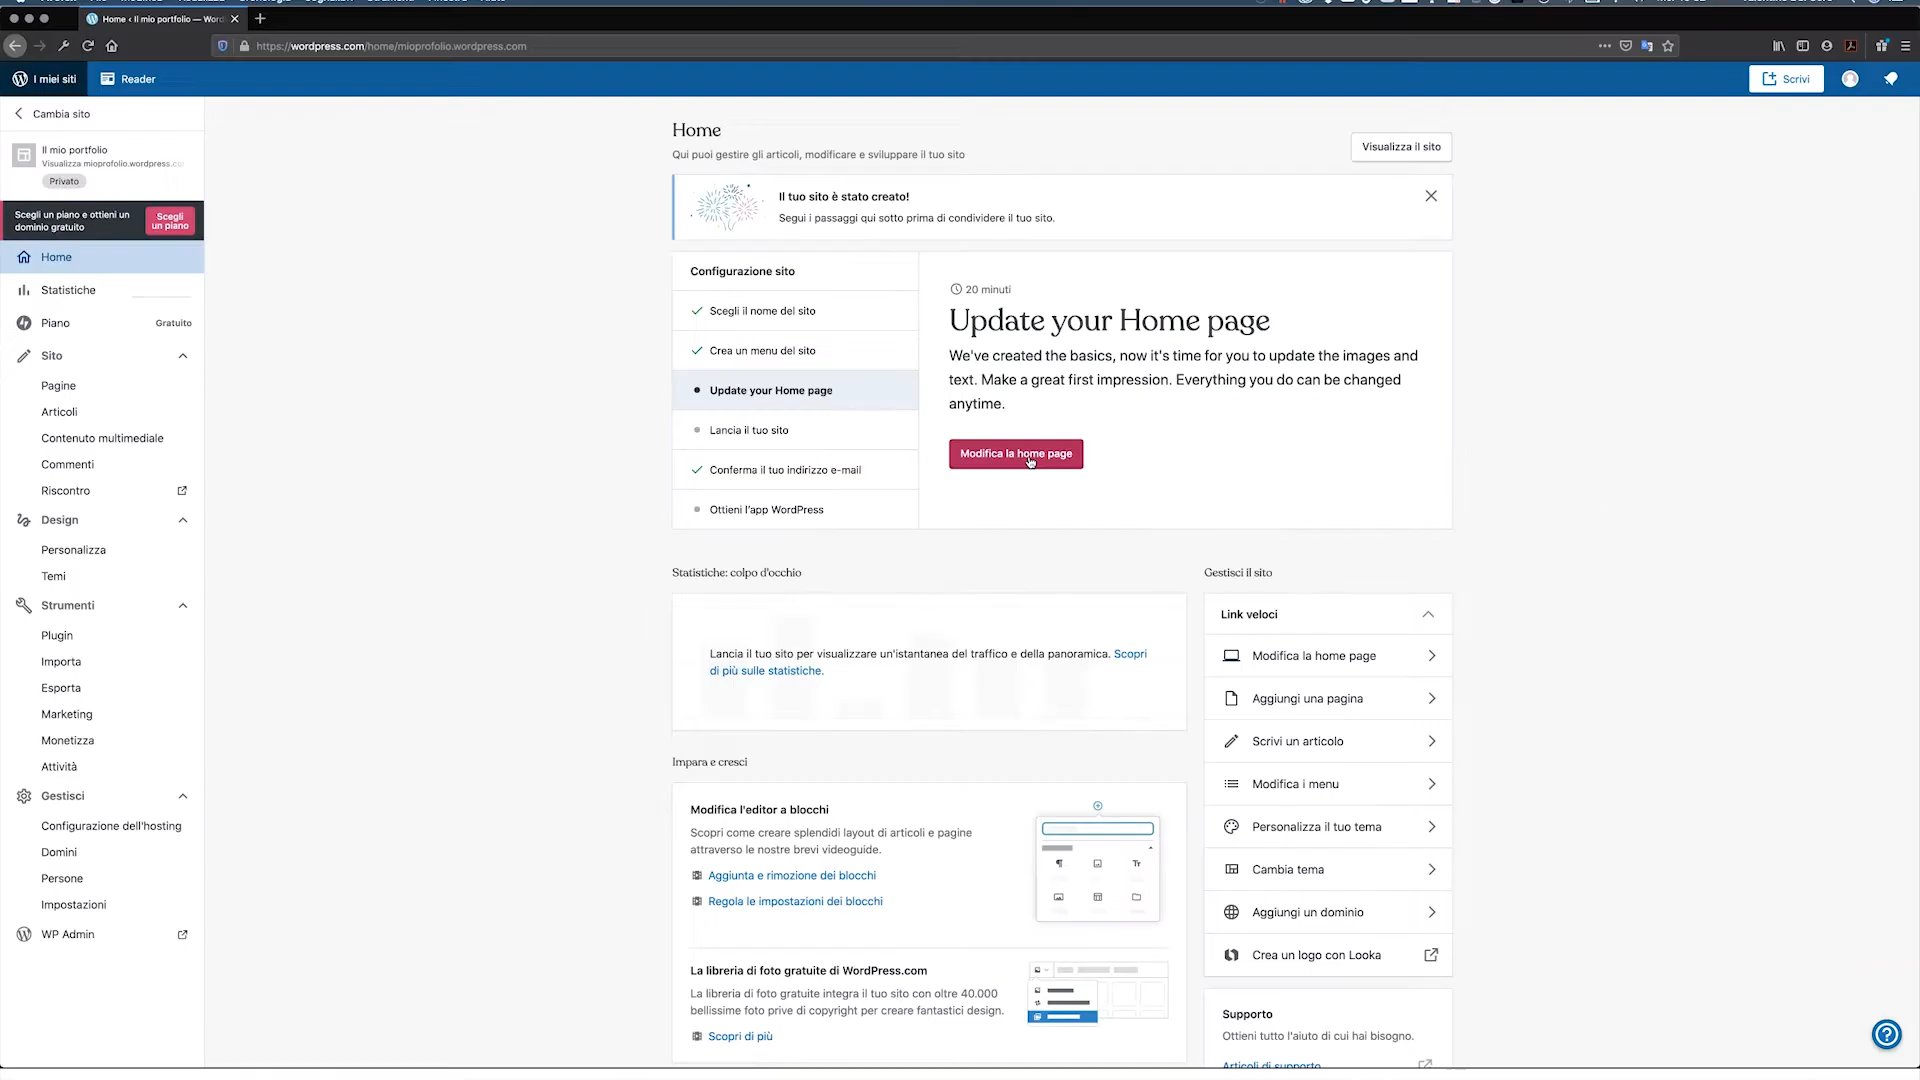 Home ‹ Il mio portfolio — Word
https://wordpress.com/home/mioprofolio.wordpress.com
I miei siti
Reader
Scrivi
Cambia sito
Il mio portfolio
Visualizza mioprofolio.wordpress.co
Privato
Scegli un piano e ottieni un
dominio gratuito
Scegli
un piano
Home
Statistiche
Piano
Gratuito
Sito
Pagine
Articoli
Contenuto multimediale
Commenti
Riscontro
Design
Personalizza
Temi
Strumenti
Plugin
Importa
Esporta
Marketing
Monetizza
Attività
Gestisci
Configurazione dell'hosting
Domini
Persone
Impostazioni
WP Admin
Home
Qui puoi gestire gli articoli, modificare e sviluppare il tuo sito
Visualizza il sito
Il tuo sito è stato creato!
Segui i passaggi qui sotto prima di condividere il tuo sito.
Configurazione sito
Scegli il nome del sito
Crea un menu del sito
Update your Home page
Lancia il tuo sito
Conferma il tuo indirizzo e-mail
Ottieni l'app WordPress
20 minuti
Update your Home page
We've created the basics, now it's time for you to update the images and
text. Make a great first impression. Everything you do can be changed
anytime.
Modifica la home page
Statistiche: colpo d'occhio
Lancia il tuo sito per visualizzare un'istantanea del traffico e della panoramica. Scopri
di più sulle statistiche.
Impara e cresci
Modifica l'editor a blocchi
Scopri come creare splendidi layout di articoli e pagine
attraverso le nostre brevi videoguide.
Aggiunta e rimozione dei blocchi
Regola le impostazioni dei blocchi
Tr
La libreria di foto gratuite di WordPress.com
La libreria di foto gratuite integra il tuo sito con oltre 40.000
bellissime foto prive di copyright per creare fantastici design.
Scopri di più
Gestisci il sito
Link veloci
Modifica la home page
Aggiungi una pagina
Scrivi un articolo
Modifica i menu
Personalizza il tuo tema
Cambia tema
Aggiungi un dominio
Crea un logo con Looka
Supporto
Ottieni tutto l'aiuto di cui hai bisogno.
Articoli di supporto